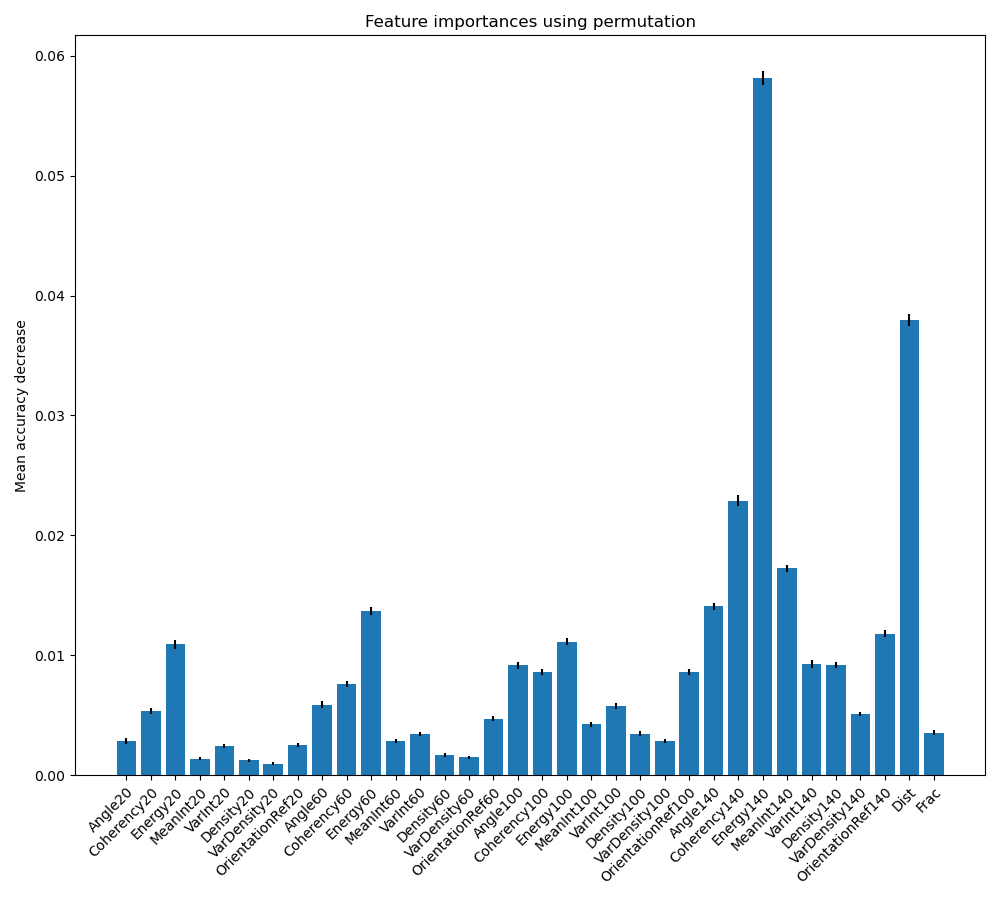 Feature importances using permutation
0.06
0.05
0.04
0.03
0.02
0.01
0.00
Mean accuracy decrease
Angle20
Coherency20
Energy20
MeanInt20
VarInt20
Density20
VarDensity20
OrientationRef20
Angle60
Coherency60
Energy60
MeanInt60
VarInt60
Density60
VarDensity60
OrientationRef60
Angle100
Coherency100
Energy100
MeanInt100
VarInt100
Density100
VarDensity100
OrientationRef100
Angle140
Coherency140
Energy140
MeanInt140
VarInt140
Density140
VarDensity140
OrientationRef140
Dist
Frac